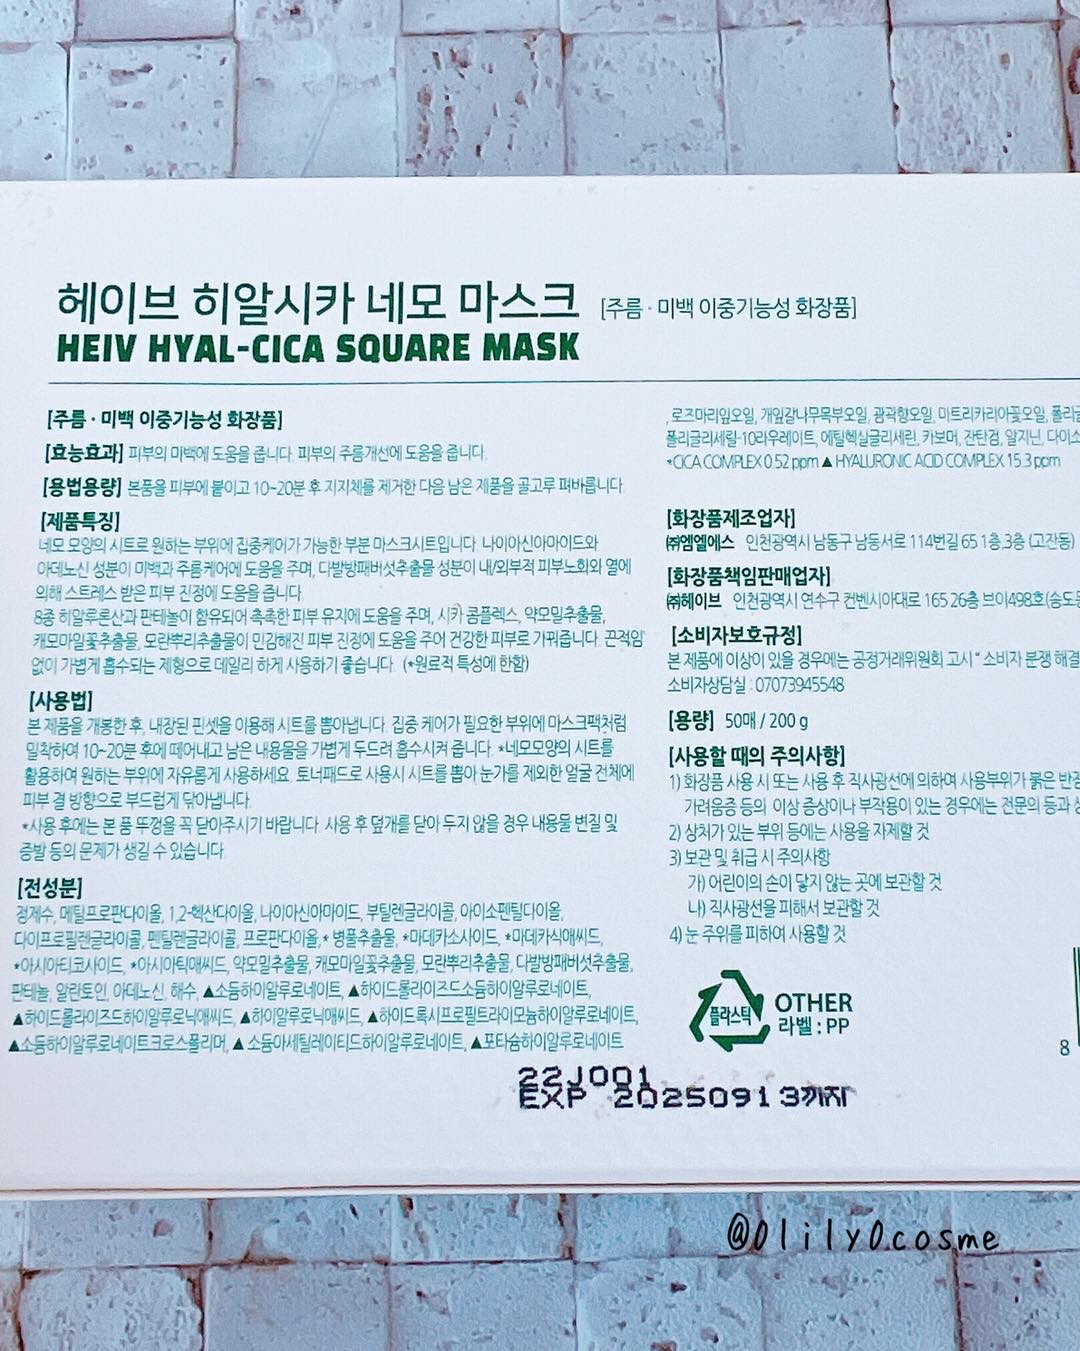 헤이브 히알시카 네모 마스크 [주름·미백 이중기능성 화장품]
HEIV HYAL-CICA SQUARE MASK
[주름·미백 이중기능성 화장품]
[효능효과] 피부의 미백에 도움을 줍니다. 피부의 주름개선에 도움을 줍니다.
[용법용량] 본품을 피부에 붙이고 10~20분 후 지지체를 제거한 다음 남은 제품을 골고루 펴바릅니다.
[제품특징]
네모 모양의 시트로 원하는 부위에 집중케어가 가능한 부분 마스크시트입니다. 나이아신아마이드와
아데노신 성분이 미백과 주름케어에 도움을 주며, 다발방패버섯추출물 성분이 내/외부적 피부노화와 열에
의해 스트레스 받은 피부 진정에 도움을 줍니다.
8종 히알루론산과 판테놀이 함유되어 촉촉한 피부 유지에 도움을 주며, 시카 콤플렉스, 약모밀추출물,
캐모마일꽃추출물, 모란뿌리추출물이 민감해진 피부 진정에 도움을 주어 건강한 피부로 가꿔줍니다. 끈적임
없이 가볍게 흡수되는 제형으로 데일리 하게 사용하기 좋습니다. (*원료적 특성에 한함)
[사용법]
본 제품을 개봉한 후, 내장된 핀셋을 이용해 시트를 뽑아냅니다. 집중 케어가 필요한 부위에 마스크팩처럼
밀착하여 10~20분 후에 떼어내고 남은 내용물을 가볍게 두드려 흡수시켜 줍니다. *네모모양의 시트를
활용하여 원하는 부위에 자유롭게 사용하세요. 토너패드로 사용시 시트를 뽑아 눈가를 제외한 얼굴 전체에
피부 결 방향으로 부드럽게 닦아냅니다.
*사용 후에는 본 품 뚜껑을 꼭 닫아주시기 바랍니다. 사용 후 덮개를 닫아 두지 않을 경우 내용물 변질 및
증발 등의 문제가 생길 수 있습니다.
[전성분]
정제수, 메틸프로판다이올, 1,2-헥산다이올, 나이아신아마이드, 부틸렌글라이콜, 아이소펜틸다이올,
다이프로필렌글라이콜, 펜틸렌글라이콜, 프로판다이올,* 병풀추출물, *마데카소사이드, *마데카식애씨드,
*아시아티코사이드, *아시아틱애씨드, 약모밀추출물, 캐모마일꽃추출물, 모란뿌리추출물, 다발방패버섯추출물,
판테놀, 알란토인, 아데노신, 해수, ▲소듐하이알루로네이트, ▲하이드롤라이즈드소듐하이알루로네이트,
▲하이드롤라이즈드하이알루로닉애씨드, ▲하이알루로닉애씨드, ▲하이드록시프로필트라이모늄하이알루로네이트,
▲소듐하이알루로네이트크로스폴리머, ▲소듐아세틸레이티드하이알루로네이트, ▲포타슘하이알루로네이트
, 로즈마리잎오일, 개잎갈나무목부오일, 광곽향오일, 마트리카리아꽃오일, 폴리글
폴리글리세릴-10라우레이트, 에틸헥실글리세린, 카보머, 잔탄검, 알지닌, 다이소
*CICA COMPLEX 0.52 ppm ▲ HYALURONIC ACID COMPLEX 15.3 ppm
[화장품제조업자]
㈜엠엘에스 인천광역시 남동구 남동서로 114번길 65 1층,3층 (고잔동)
[화장품책임판매업자]
㈜헤이브 인천광역시 연수구 컨벤시아대로 165 26층 브이498호(송도동
[소비자보호규정]
본 제품에 이상이 있을 경우에는 공정거래위원회 고시 "소비자 분쟁 해결
소비자상담실 : 07073945548
[용량] 50매 / 200 g
[사용할 때의 주의사항]
1) 화장품 사용 시 또는 사용 후 직사광선에 의하여 사용부위가 붉은 반점
가려움증 등의 이상 증상이나 부작용이 있는 경우에는 전문의 등과 상
2) 상처가 있는 부위 등에는 사용을 자제할 것
3) 보관 및 취급 시 주의사항
가) 어린이의 손이 닿지 않는 곳에 보관할 것
나) 직사광선을 피해서 보관할 것
4) 눈 주위를 피하여 사용할 것
플라스틱
OTHER
라벨 : PP
8
22J001
EXP 20250913까지
@0lily0cosme